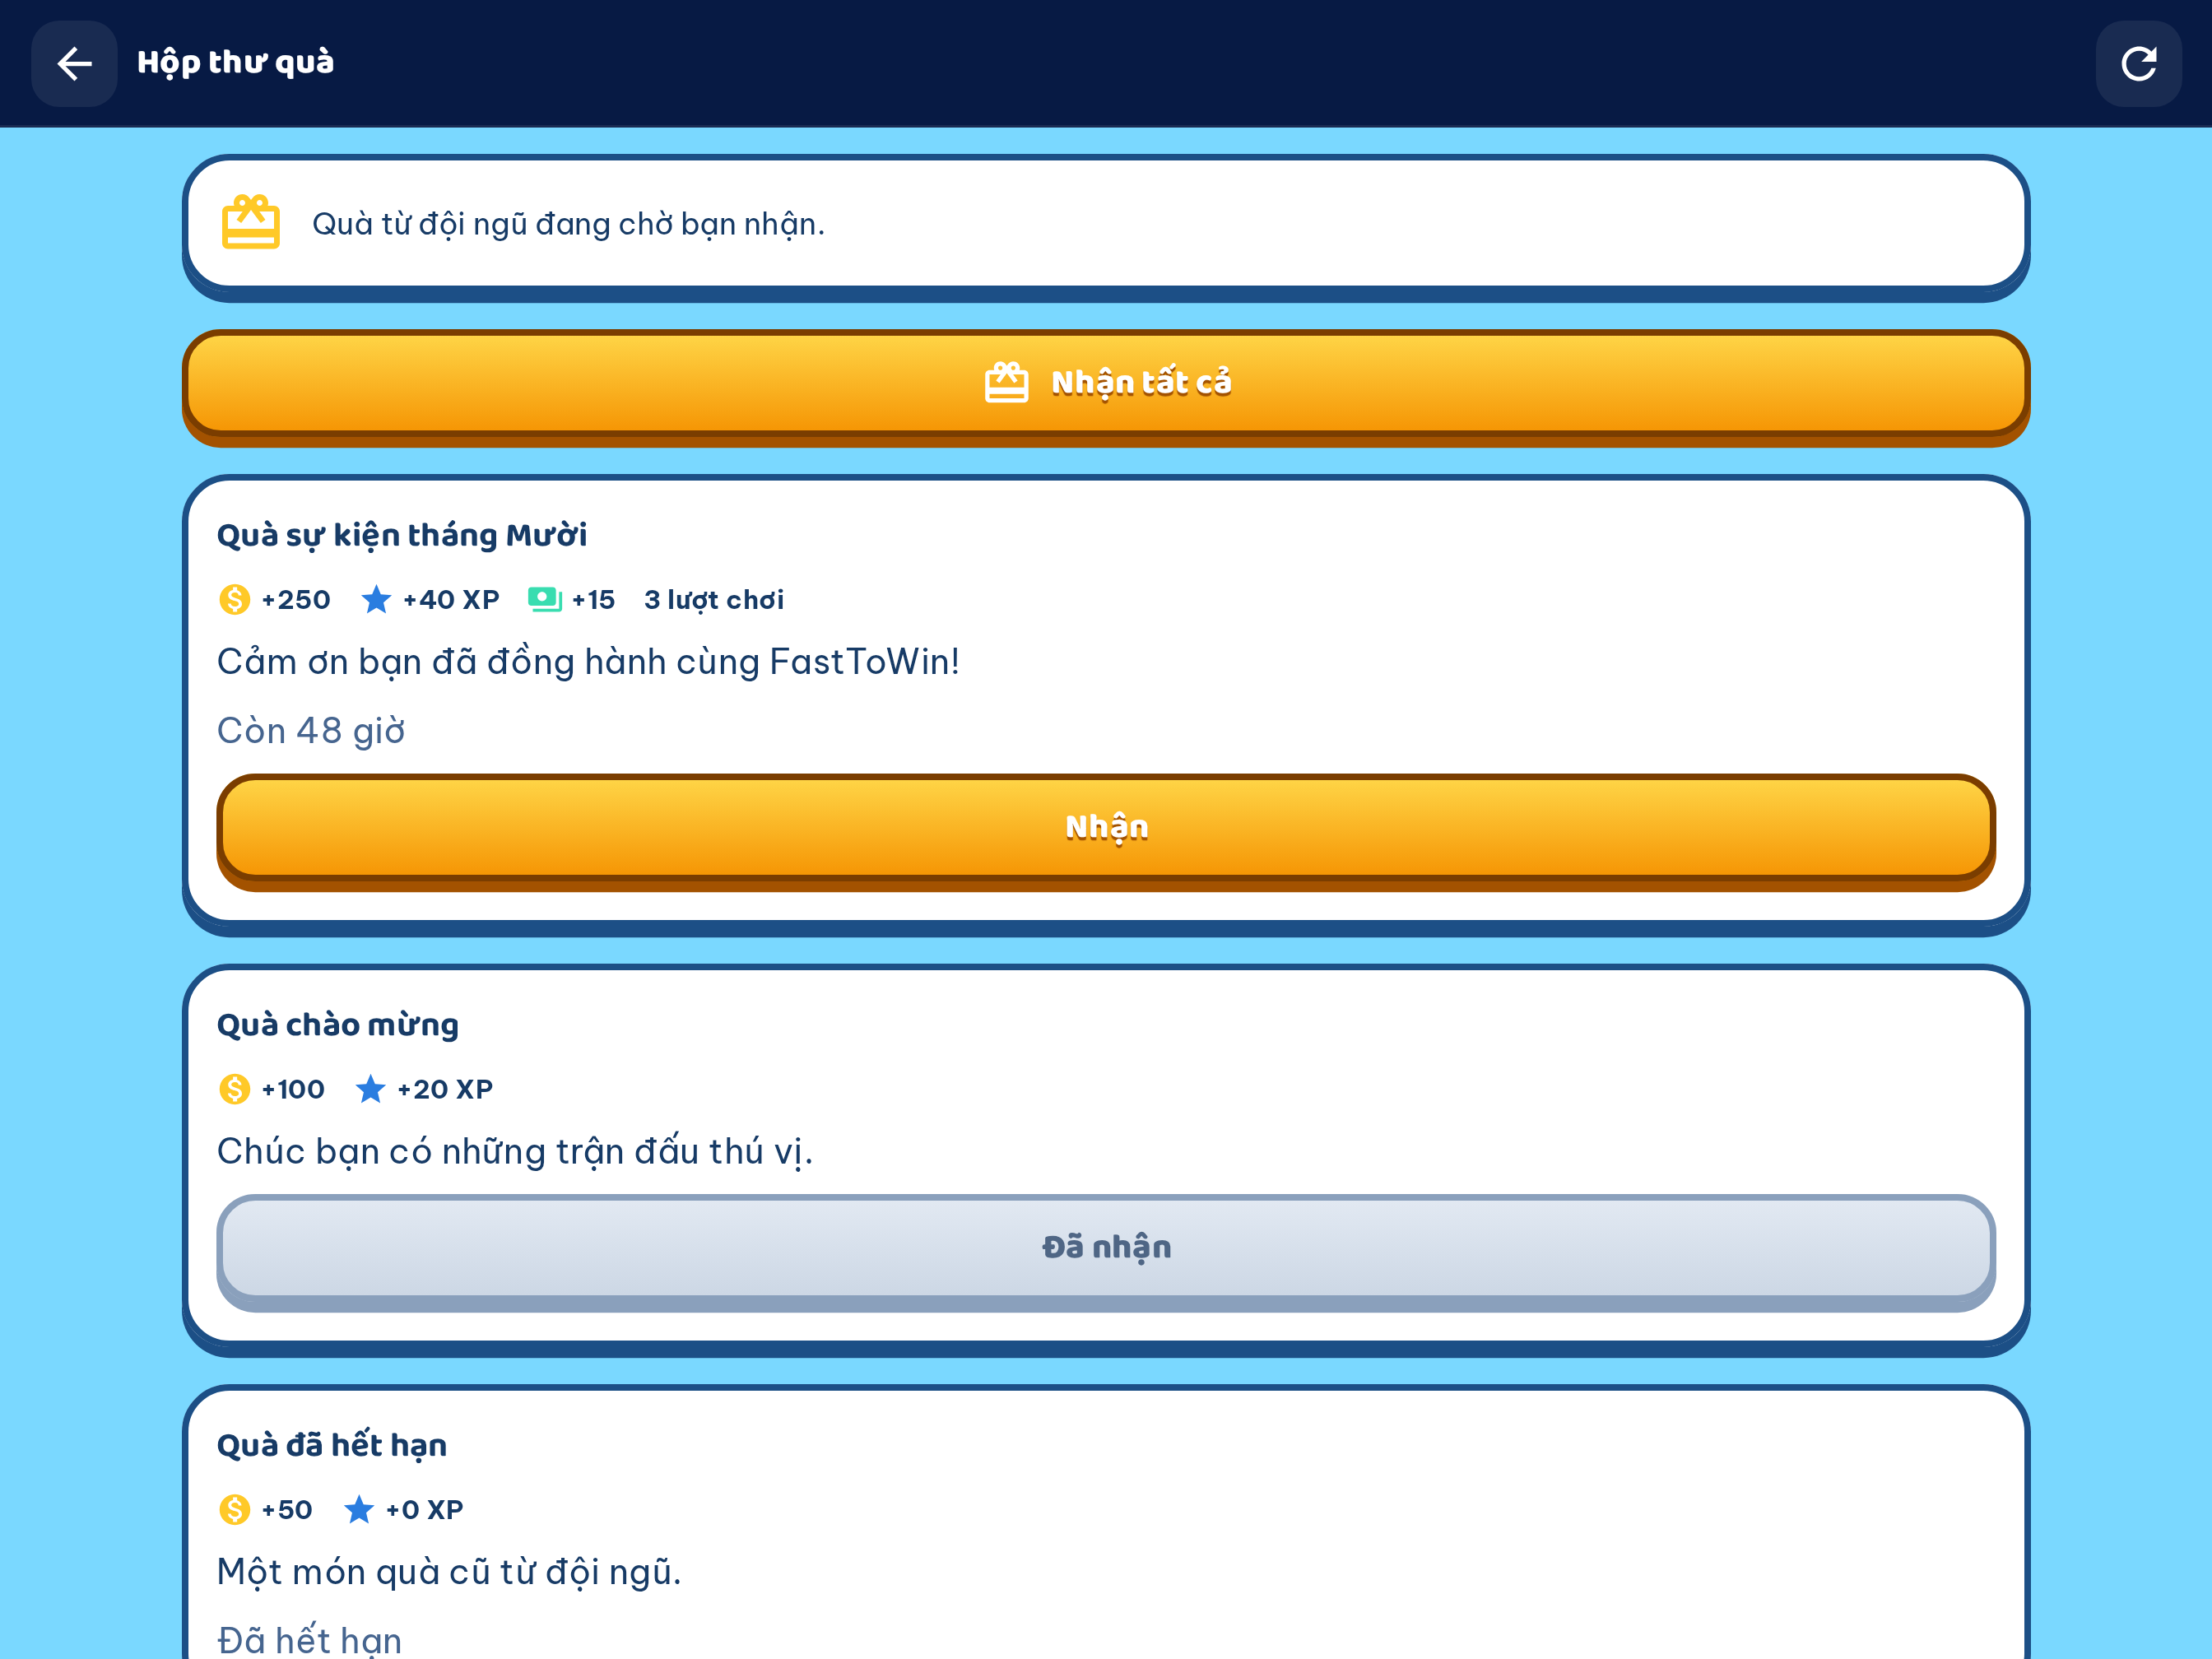 Hộp thư quà
Quà từ đội ngũ đang chờ bạn nhận.
Nhận tất cả
Quà sự kiện tháng Mười
+250 +40 XP +15 3 lượt chơi
Cảm ơn bạn đã đồng hành cùng FastToWin!
Còn 48 giờ
Nhận
Quà chào mừng
+100 +20 XP
Chúc bạn có những trận đấu thú vị.
Đã nhận
Quà đã hết hạn
+50 +0 XP
Một món quà cũ từ đội ngũ.
Đã hết hạn